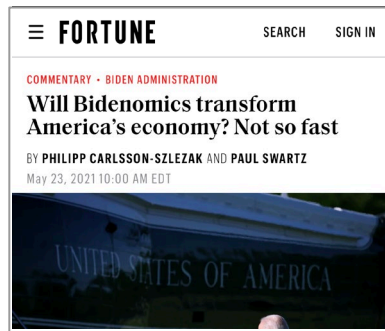 FORTUNE SEARCH SIGN IN
COMMENTARY • BIDEN ADMINISTRATION
Will Bidenomics transform
America's economy? Not so fast
BY PHILIPP CARLSSON-SZLEZAK AND PAUL SWARTZ
May 23, 2021 10:00 AM EDT
UNITED STATES OF AMERICA